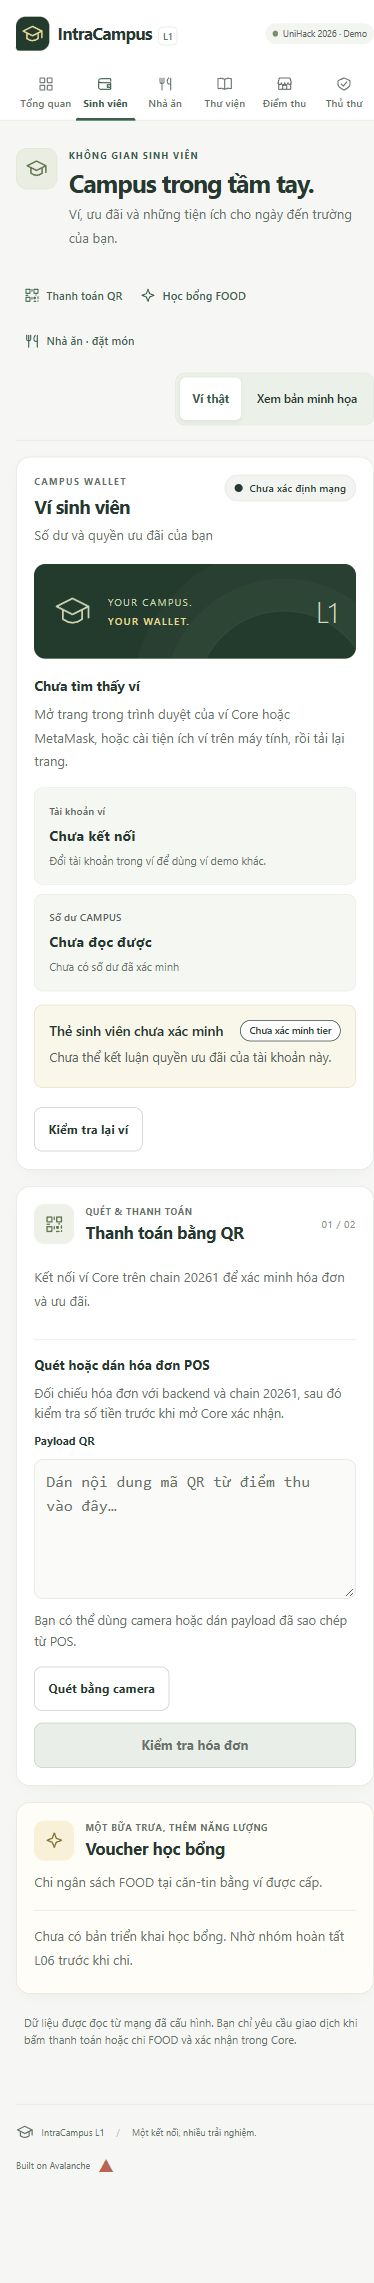 IntraCampus L1
UniHack 2026 · Demo
Tổng quan
Sinh viên
Nhà ăn
Thư viện
Điểm thu
Thủ thư
KHÔNG GIAN SINH VIÊN
Campus trong tầm tay.
Ví, ưu đãi và những tiện ích cho ngày đến trường
của bạn.
Thanh toán QR
Học bổng FOOD
Nhà ăn · đặt món
Ví thật
Xem bản minh họa
CAMPUS WALLET
Chưa xác định mạng
Ví sinh viên
Số dư và quyền ưu đãi của bạn
YOUR CAMPUS.
YOUR WALLET.
L1
Chưa tìm thấy ví
Mở trang trong trình duyệt của ví Core hoặc
MetaMask, hoặc cài tiện ích ví trên máy tính, rồi tải lại
trang.
Tài khoản ví
Chưa kết nối
Đổi tài khoản trong ví để dùng ví demo khác.
Số dư CAMPUS
Chưa đọc được
Chưa có số dư đã xác minh
Thẻ sinh viên chưa xác minh
Chưa xác minh tier
Chưa thể kết luận quyền ưu đãi của tài khoản này.
Kiểm tra lại ví
QUÉT & THANH TOÁN
Thanh toán bằng QR
01 / 02
Kết nối ví Core trên chain 20261 để xác minh hóa đơn
và ưu đãi.
Quét hoặc dán hóa đơn POS
Đối chiếu hóa đơn với backend và chain 20261, sau đó
kiểm tra số tiền trước khi mở Core xác nhận.
Payload QR
Dán nội dung mã QR từ điểm thu
vào đây…
Bạn có thể dùng camera hoặc dán payload đã sao chép
từ POS.
Quét bằng camera
Kiểm tra hóa đơn
MỘT BỮA TRƯA, THÊM NĂNG LƯỢNG
Voucher học bổng
Chi ngân sách FOOD tại căn-tin bằng ví được cấp.
Chưa có bản triển khai học bổng. Nhờ nhóm hoàn tất
L06 trước khi chi.
Dữ liệu được đọc từ mạng đã cấu hình. Bạn chỉ yêu cầu giao dịch khi
bấm thanh toán hoặc chi FOOD và xác nhận trong Core.
IntraCampus L1 / Một kết nối, nhiều trải nghiệm.
Built on Avalanche